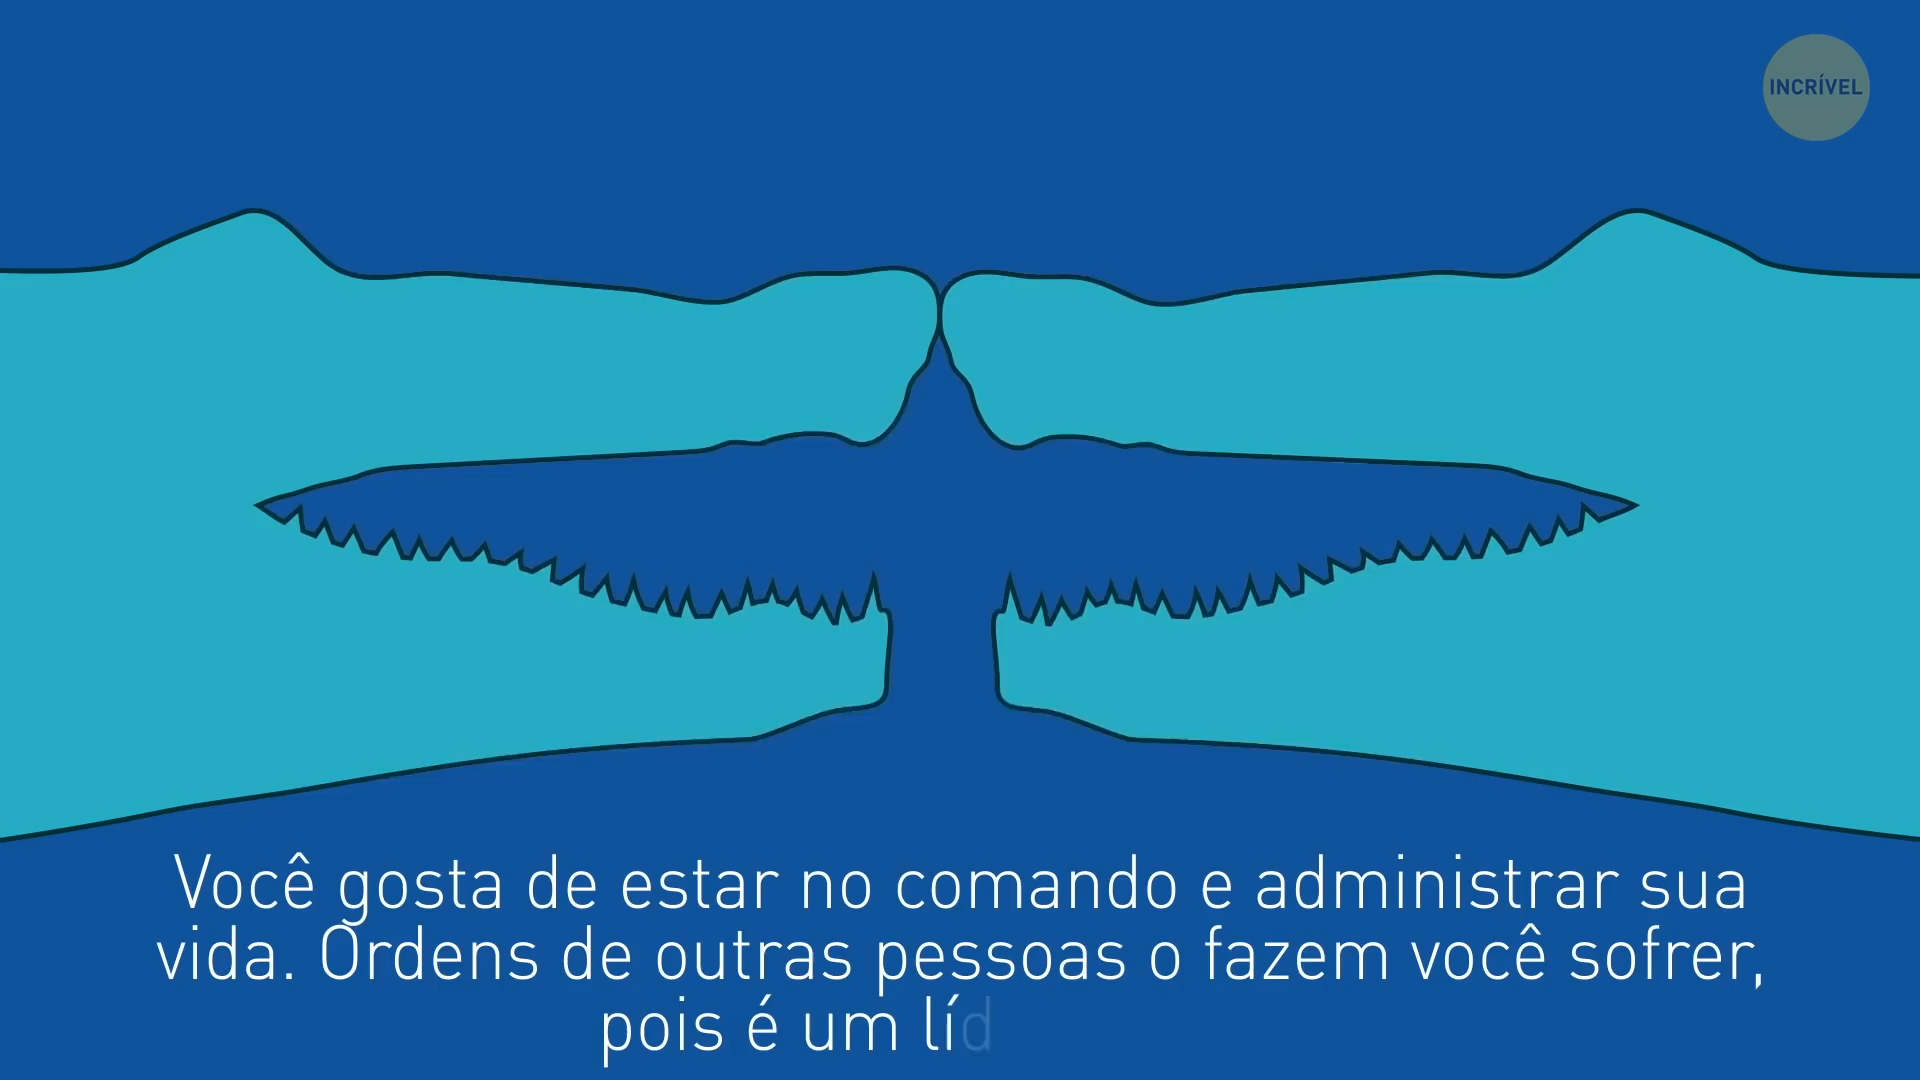 INCRÍVEL
Você gosta de estar no comando e administrar sua
vida. Ordens de outras pessoas o fazem você sofrer,
pois é um líd